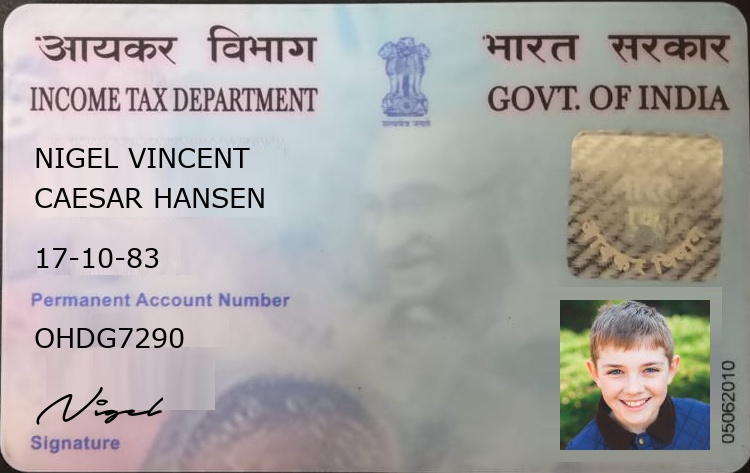 आयकर विभाग
भारत सरकार
INCOME TAX DEPARTMENT
GOVT. OF INDIA
सत्यमेव जयते
NIGEL VINCENT
CAESAR HANSEN
17-10-83
Permanent Account Number
OHDG7290
Nigel
Signature
05062010